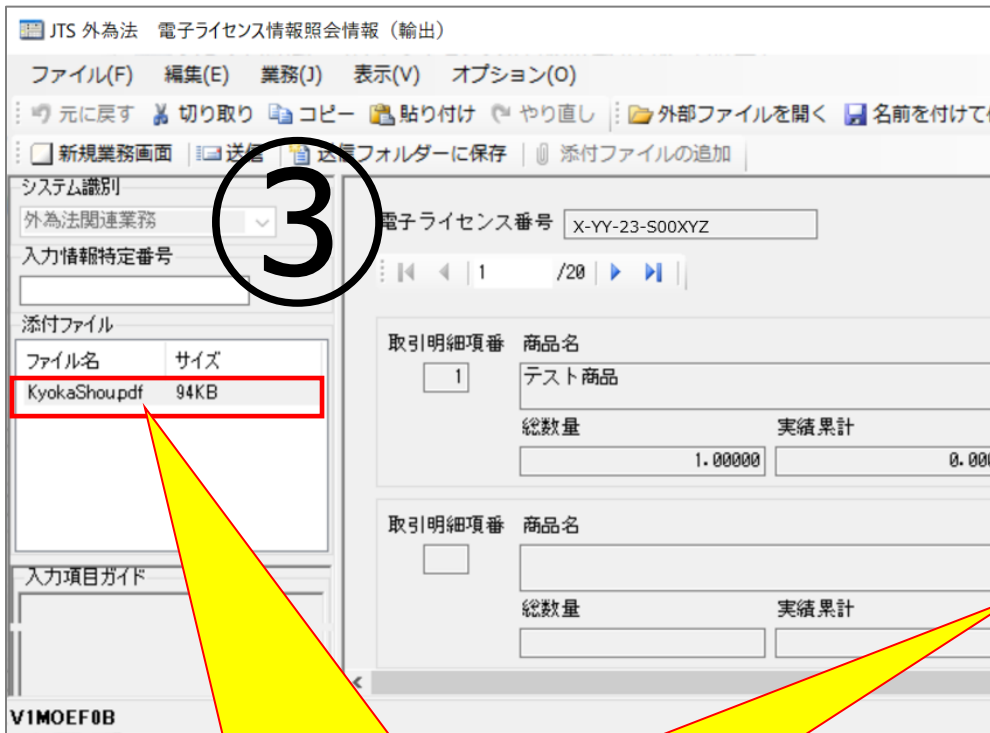 JTS 外為法　電子ライセンス情報照会情報（輸出）
ファイル(F) 編集(E) 業務(J) 表示(V) オプション(O)
元に戻す 切り取り コピー 貼り付け やり直し 外部ファイルを開く 名前を付けて
新規業務画面 送信 送信フォルダーに保存 添付ファイルの追加
システム識別
外為法関連業務
③
電子ライセンス番号 X-YY-23-S00XYZ
入力情報特定番号
1 /20
添付ファイル
ファイル名 サイズ
KyokaShou.pdf 94KB
取引明細項番 商品名
1 テスト商品
総数量 実績累計
1.00000 0.000
取引明細項番 商品名
総数量 実績累計
入力項目ガイド
V1MOEF0B